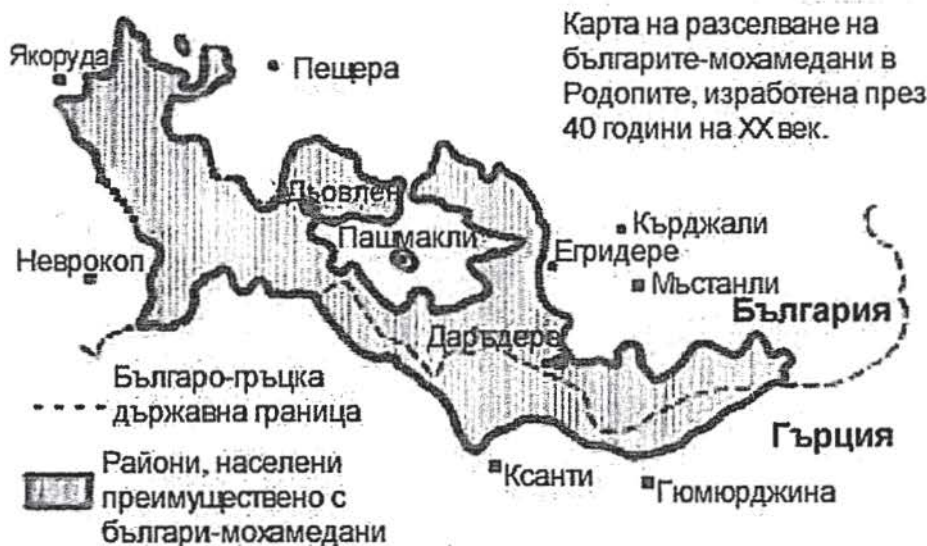 Карта на разселване на
българите-мохамедани в
Родопите, изработена през
40 години на XX век.
Якоруда
Пещера
Дьовлен
Пашмакли
Кърджали
Егридере
Неврокоп
Мъстанли
България
Даръдере
Българо-гръцка
държавна граница
Гърция
Райони, населени
преимуществено с
българи-мохамедани
Ксанти
Гюмюрджина